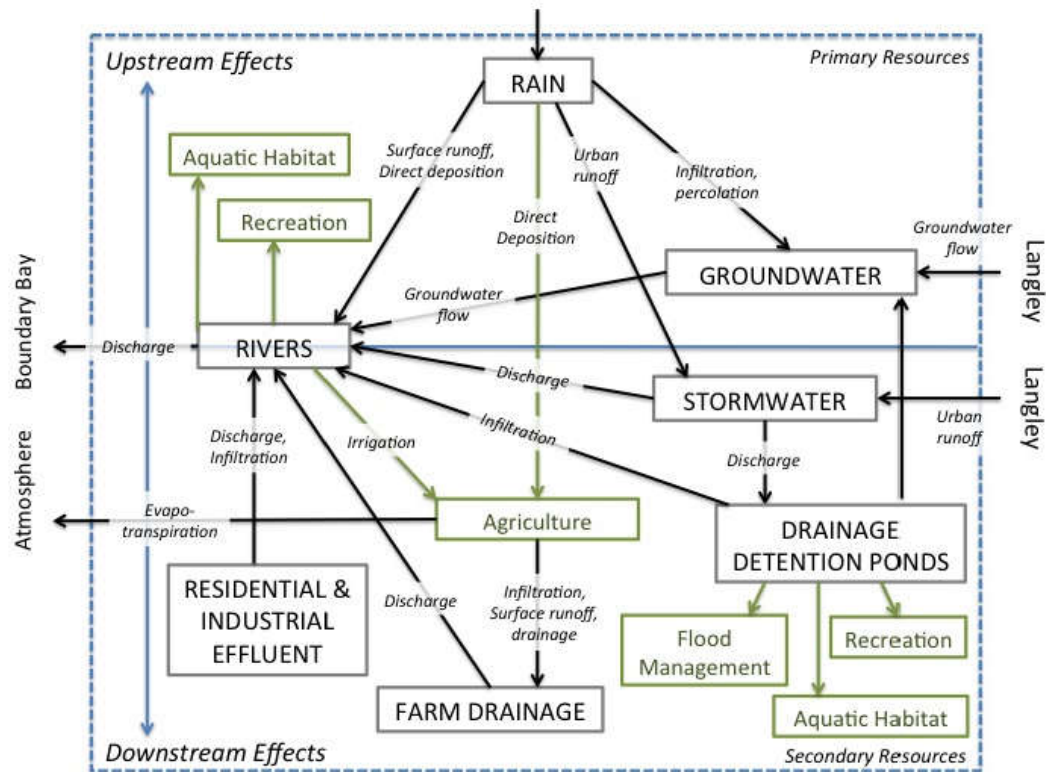 Upstream Effects
Primary Resources
RAIN
Aquatic Habitat
Surface runoff,
Direct deposition
Urban
runoff
Infiltration,
percolation
Recreation
Direct
Deposition
Groundwater
flow
Langley
GROUNDWATER
Groundwater
flow
Boundary Bay
Discharge
RIVERS
Discharge
STORMWATER
Langley
Urban
runoff
Discharge,
Infiltration
Irrigation
Infiltration
Discharge
Atmosphere
Evapo-
transpiration
Agriculture
DRAINAGE
DETENTION PONDS
RESIDENTIAL &
INDUSTRIAL
EFFLUENT
Discharge
Infiltration,
Surface runoff,
drainage
Flood
Management
Recreation
FARM DRAINAGE
Aquatic Habitat
Downstream Effects
Secondary Resources